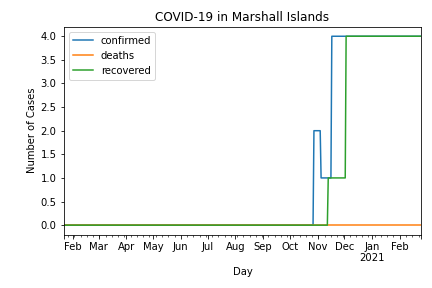 COVID-19 in Marshall Islands
confirmed
deaths
recovered
Number of Cases
4.0
3.5
3.0
2.5
2.0
1.5
1.0
0.5
0.0
Feb Mar Apr May Jun Jul Aug Sep Oct Nov Dec Jan Feb
2021
Day